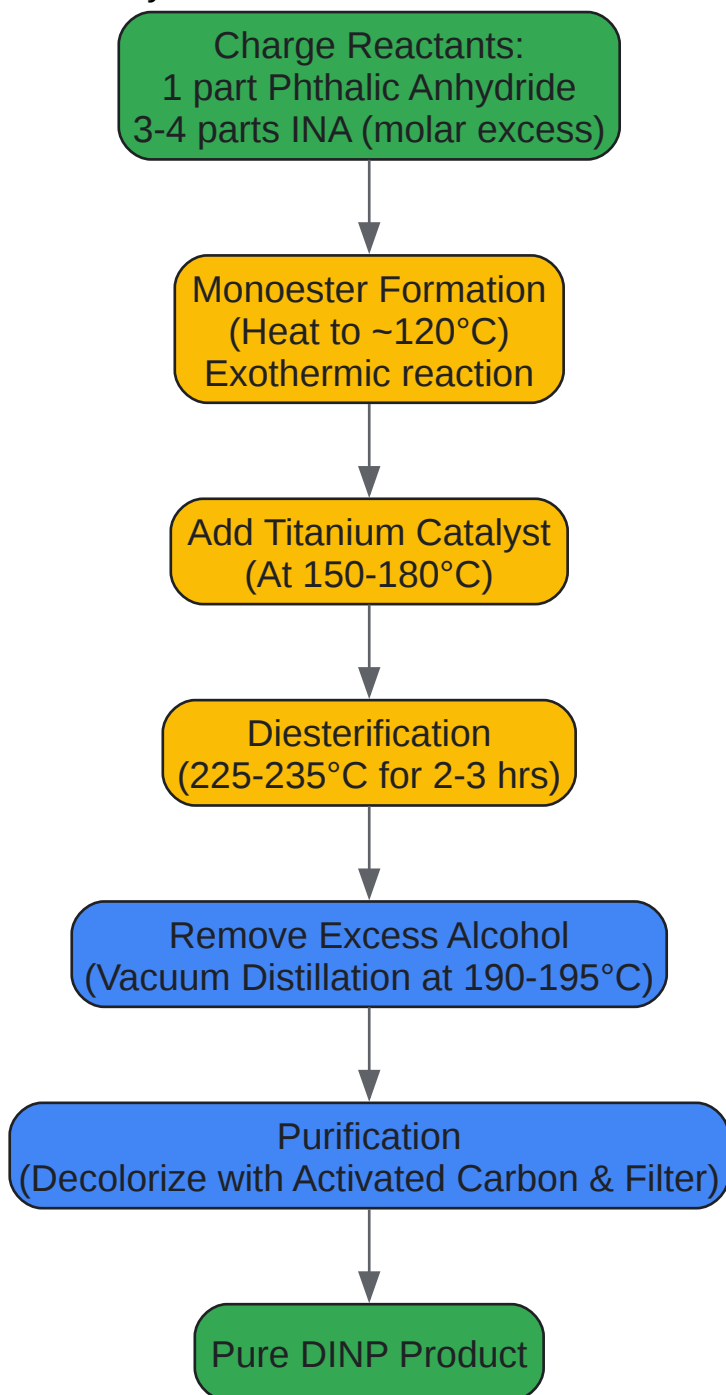 Charge Reactants:
1 part Phthalic Anhydride
3-4 parts INA (molar excess)
Monoester Formation
(Heat to ~120°C)
Exothermic reaction
Add Titanium Catalyst
(At 150-180°C)
Diesterification
(225-235°C for 2-3 hrs)
Remove Excess Alcohol
(Vacuum Distillation at 190-195°C)
Purification
(Decolorize with Activated Carbon & Filter)
Pure DINP Product